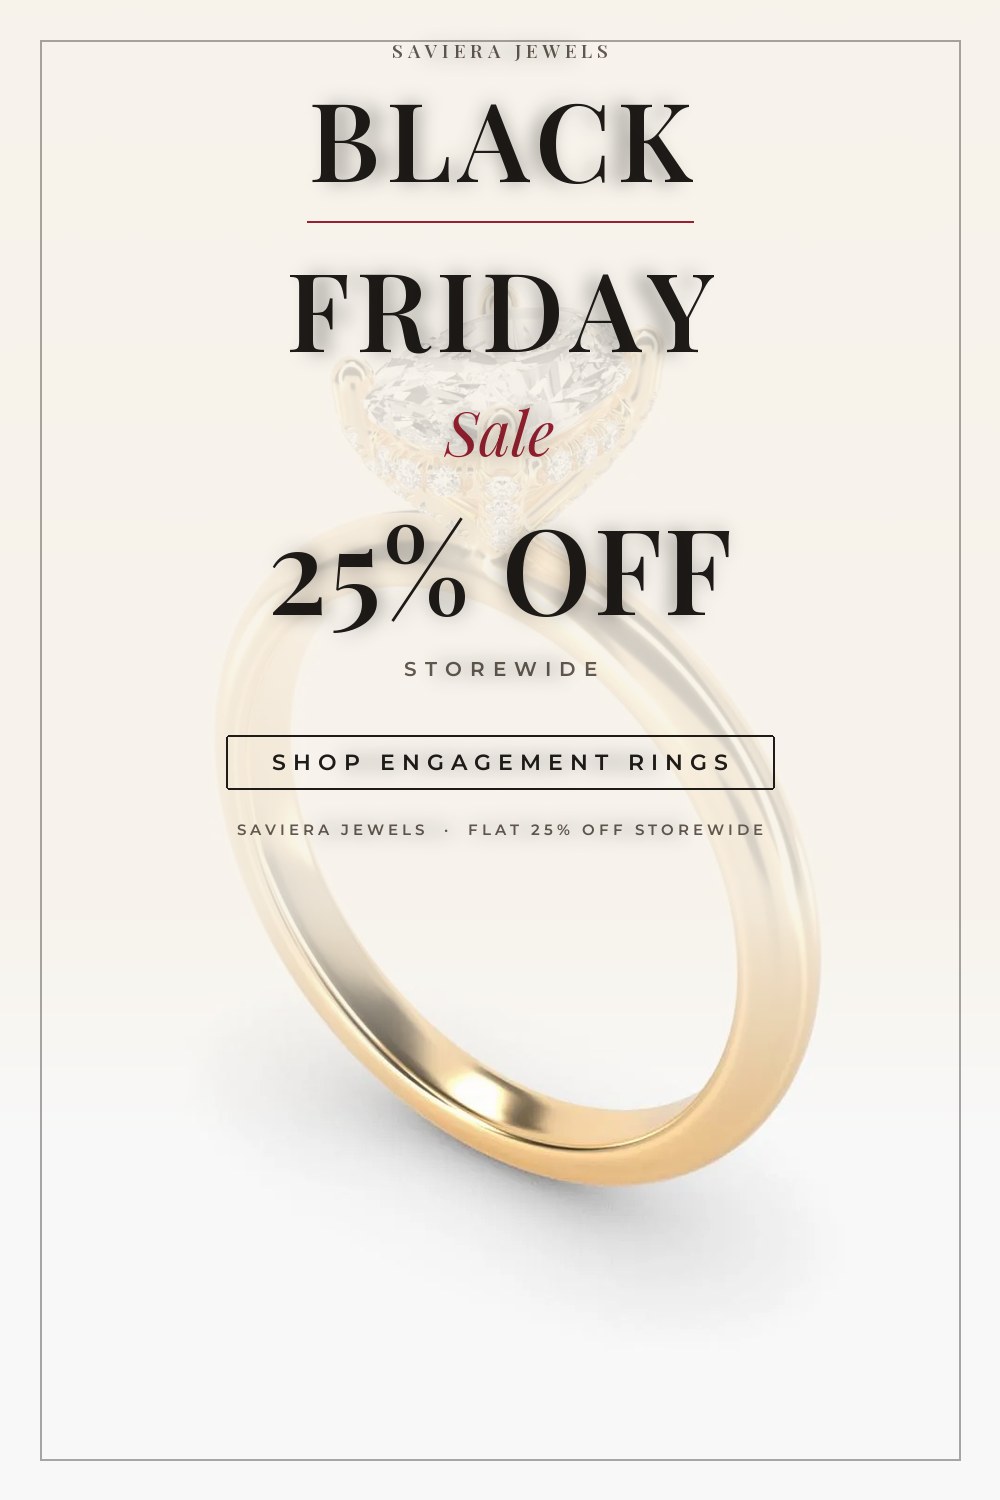 SAVIERA JEWELS
BLACK
FRIDAY
Sale
25% OFF
STOREWIDE
SHOP ENGAGEMENT RINGS
SAVIERA JEWELS · FLAT 25% OFF STOREWIDE